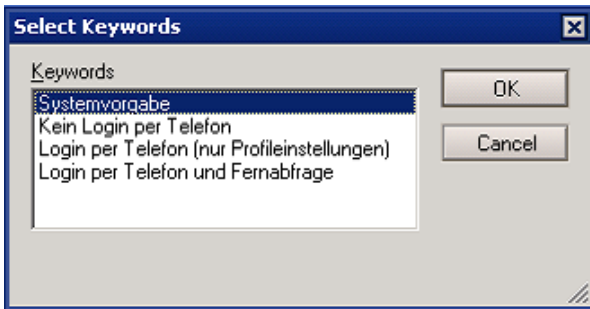 Select Keywords
Keywords
Systemvorgabe
Kein Login per Telefon
Login per Telefon (nur Profileinstellungen)
Login per Telefon und Fernabfrage
OK
Cancel